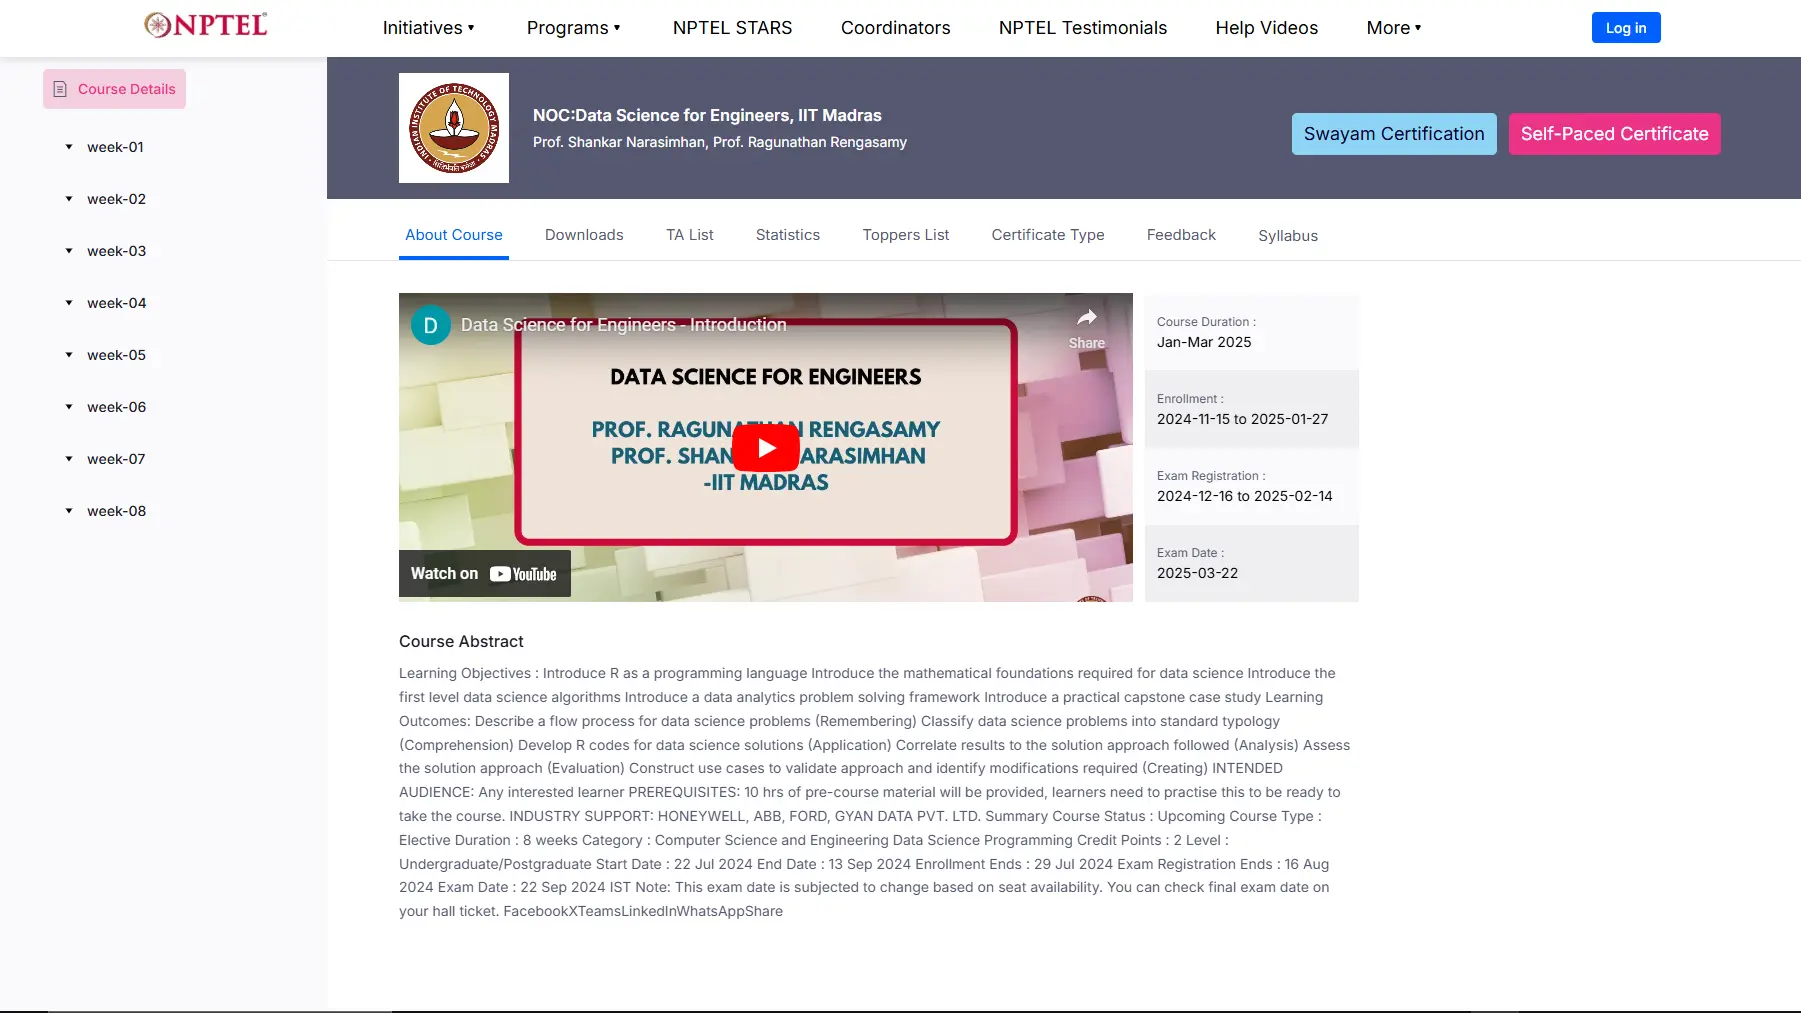 NPTEL
Initiatives ▾
Programs ▾
NPTEL STARS
Coordinators
NPTEL Testimonials
Help Videos
More ▾
Log in
Course Details
week-01
week-02
week-03
week-04
week-05
week-06
week-07
week-08
INDIAN INSTITUTE OF TECHNOLOGY MADRAS
NOC:Data Science for Engineers, IIT Madras
Prof. Shankar Narasimhan, Prof. Ragunathan Rengasamy
Swayam Certification
Self-Paced Certificate
About Course
Downloads
TA List
Statistics
Toppers List
Certificate Type
Feedback
Syllabus
D
Data Science for Engineers - Introduction
Share
DATA SCIENCE FOR ENGINEERS
PROF. RAGUNATHAN RENGASAMY
PROF. SHAN ARASIMHAN
-IIT MADRAS
Watch on YouTube
Course Duration :
Jan-Mar 2025
Enrollment :
2024-11-15 to 2025-01-27
Exam Registration :
2024-12-16 to 2025-02-14
Exam Date :
2025-03-22
Course Abstract
Learning Objectives : Introduce R as a programming language Introduce the mathematical foundations required for data science Introduce the
first level data science algorithms Introduce a data analytics problem solving framework Introduce a practical capstone case study Learning
Outcomes: Describe a flow process for data science problems (Remembering) Classify data science problems into standard typology
(Comprehension) Develop R codes for data science solutions (Application) Correlate results to the solution approach followed (Analysis) Assess
the solution approach (Evaluation) Construct use cases to validate approach and identify modifications required (Creating) INTENDED
AUDIENCE: Any interested learner PREREQUISITES: 10 hrs of pre-course material will be provided, learners need to practise this to be ready to
take the course. INDUSTRY SUPPORT: HONEYWELL, ABB, FORD, GYAN DATA PVT. LTD. Summary Course Status : Upcoming Course Type :
Elective Duration : 8 weeks Category : Computer Science and Engineering Data Science Programming Credit Points : 2 Level :
Undergraduate/Postgraduate Start Date : 22 Jul 2024 End Date : 13 Sep 2024 Enrollment Ends : 29 Jul 2024 Exam Registration Ends : 16 Aug
2024 Exam Date : 22 Sep 2024 IST Note: This exam date is subjected to change based on seat availability. You can check final exam date on
your hall ticket. FacebookXTeamsLinkedInWhatsAppShare